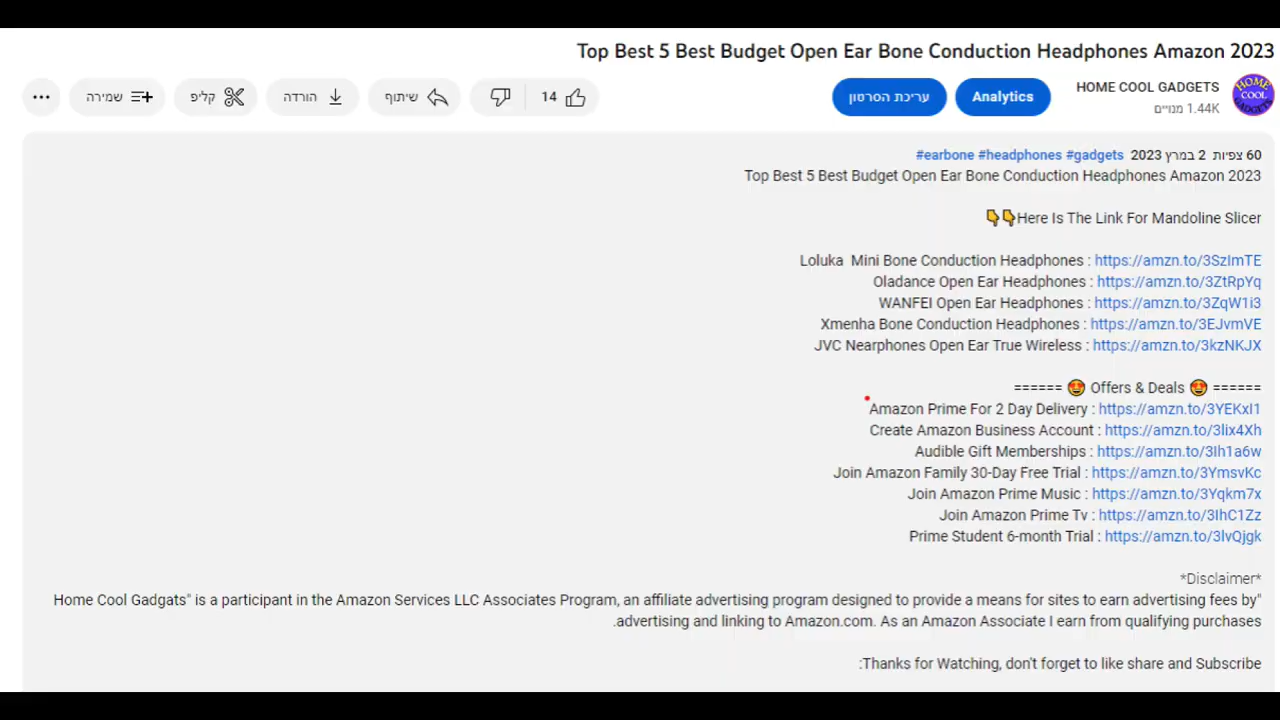 Top Best 5 Best Budget Open Ear Bone Conduction Headphones Amazon 2023
HOME COOL GADGETS
HOME COOL GADGETS
1.44K מנויים
Analytics
עריכת הסרטון
14
שיתוף
הורדה
קליפ
שמירה
60 צפיות 2 במרץ 2023 #earbone #headphones #gadgets
Top Best 5 Best Budget Open Ear Bone Conduction Headphones Amazon 2023
👇👇Here Is The Link For Mandoline Slicer
Loluka  Mini Bone Conduction Headphones : https://amzn.to/3SzImTE
Oladance Open Ear Headphones : https://amzn.to/3ZtRpYq
WANFEI Open Ear Headphones : https://amzn.to/3ZqW1i3
Xmenha Bone Conduction Headphones : https://amzn.to/3EJvmVE
JVC Nearphones Open Ear True Wireless : https://amzn.to/3kzNKJX
====== 🤩 Offers & Deals 🤩 ======
Amazon Prime For 2 Day Delivery : https://amzn.to/3YEKxI1
Create Amazon Business Account : https://amzn.to/3lix4Xh
Audible Gift Memberships : https://amzn.to/3Ih1a6w
Join Amazon Family 30-Day Free Trial : https://amzn.to/3YmsvKc
Join Amazon Prime Music : https://amzn.to/3Yqkm7x
Join Amazon Prime Tv : https://amzn.to/3IhC1Zz
Prime Student 6-month Trial : https://amzn.to/3lvQjgk
*Disclaimer*
Home Cool Gadgats" is a participant in the Amazon Services LLC Associates Program, an affiliate advertising program designed to provide a means for sites to earn advertising fees by"
.advertising and linking to Amazon.com. As an Amazon Associate I earn from qualifying purchases
:Thanks for Watching, don't forget to like share and Subscribe